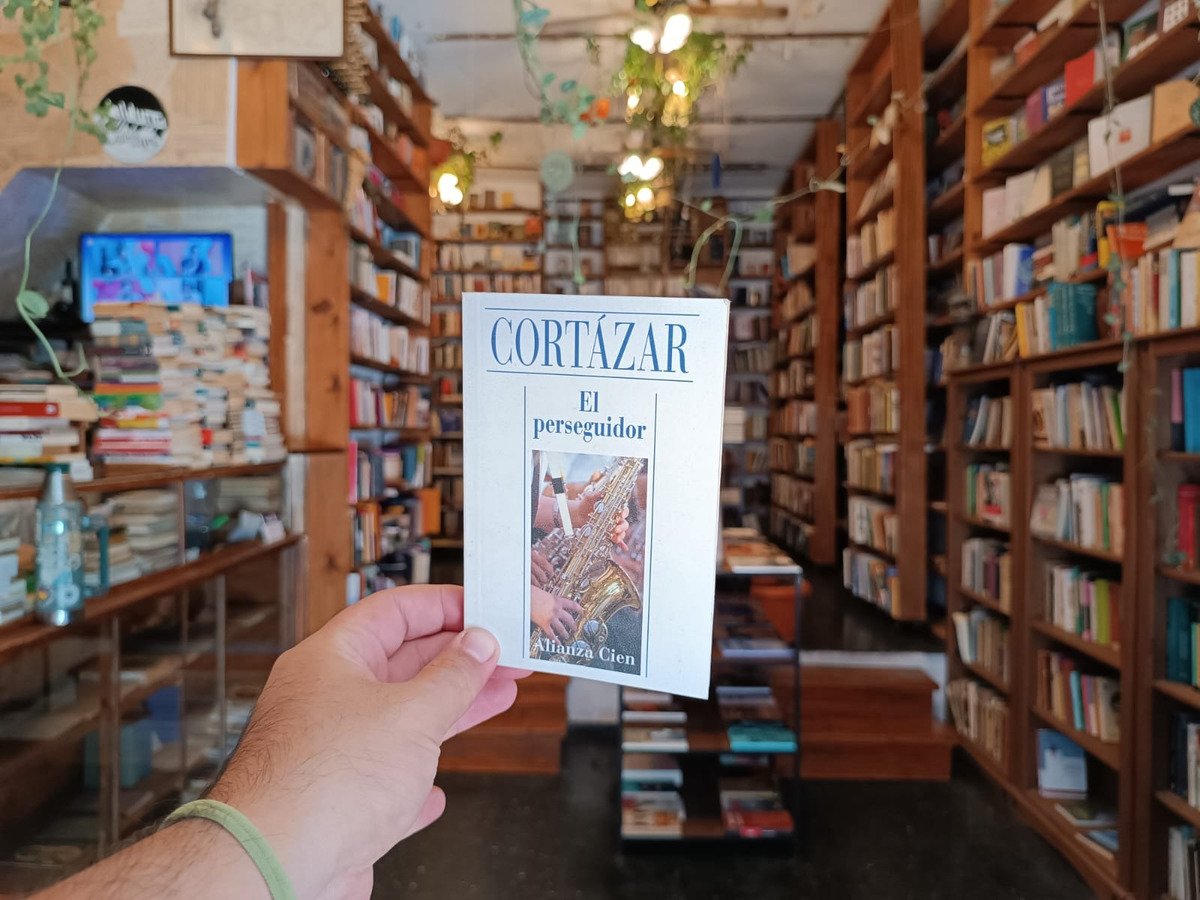 CORTÁZAR
El
perseguidor
Alianza Cien